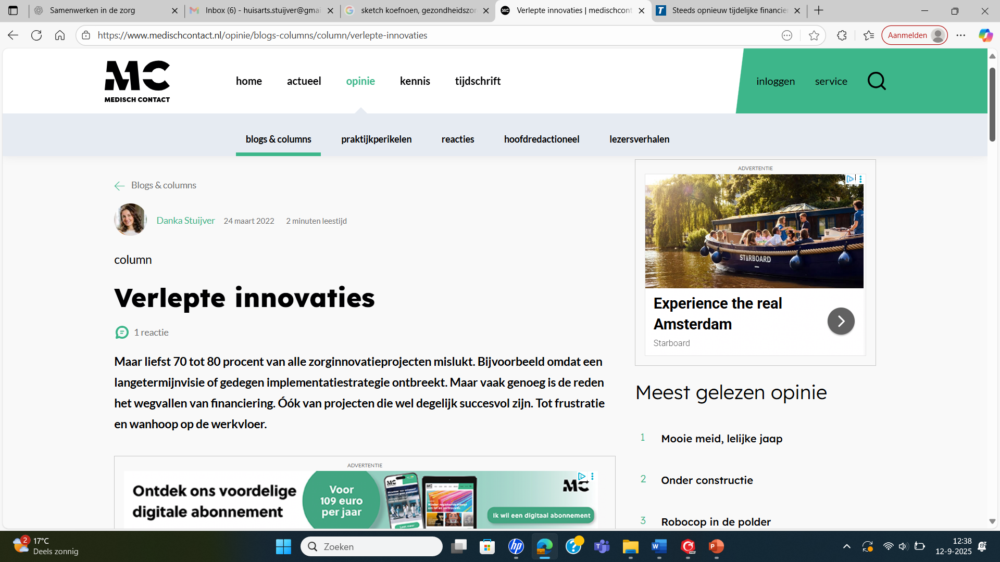 Samenwerken in de zorg
Inbox (6) - huisarts.stuijver@gmai
sketch koefnoen, gezondheidszor
Verlepte innovaties | medischcont
Steeds opnieuw tijdelijke financier
https://www.medischcontact.nl/opinie/blogs-columns/column/verlepte-innovaties
Aanmelden
MC
MEDISCH CONTACT
home
actueel
opinie
kennis
tijdschrift
inloggen
service
blogs & columns
praktijkperikelen
reacties
hoofdredactioneel
lezersverhalen
Blogs & columns
Danka Stuijver 24 maart 2022 2 minuten leestijd
column
Verlepte innovaties
1 reactie
Maar liefst 70 tot 80 procent van alle zorginnovatieprojecten mislukt. Bijvoorbeeld omdat een
langetermijnvisie of gedegen implementatiestrategie ontbreekt. Maar vaak genoeg is de reden
het wegvallen van financiering. Óók van projecten die wel degelijk succesvol zijn. Tot frustratie
en wanhoop op de werkvloer.
ADVERTENTIE
Ontdek ons voordelige
digitale abonnement
Voor
109 euro
per jaar
MC
Ik wil een digitaal abonnement
ADVERTENTIE
STARBOARD
Experience the real
Amsterdam
Starboard
Meest gelezen opinie
1 Mooie meid, lelijke jaap
2 Onder constructie
3 Robocop in de polder
2
17°C
Deels zonnig
Zoeken
12:38
12-9-2025